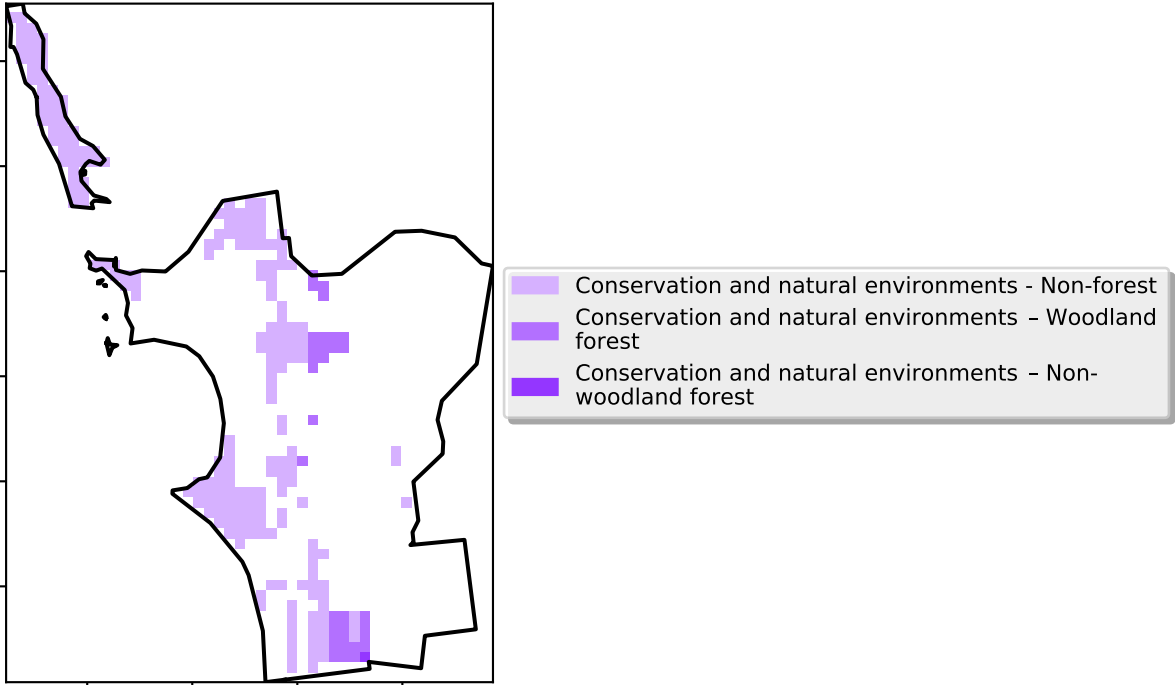 Conservation and natural environments - Non-forest
Conservation and natural environments – Woodland
forest
Conservation and natural environments – Non-
woodland forest